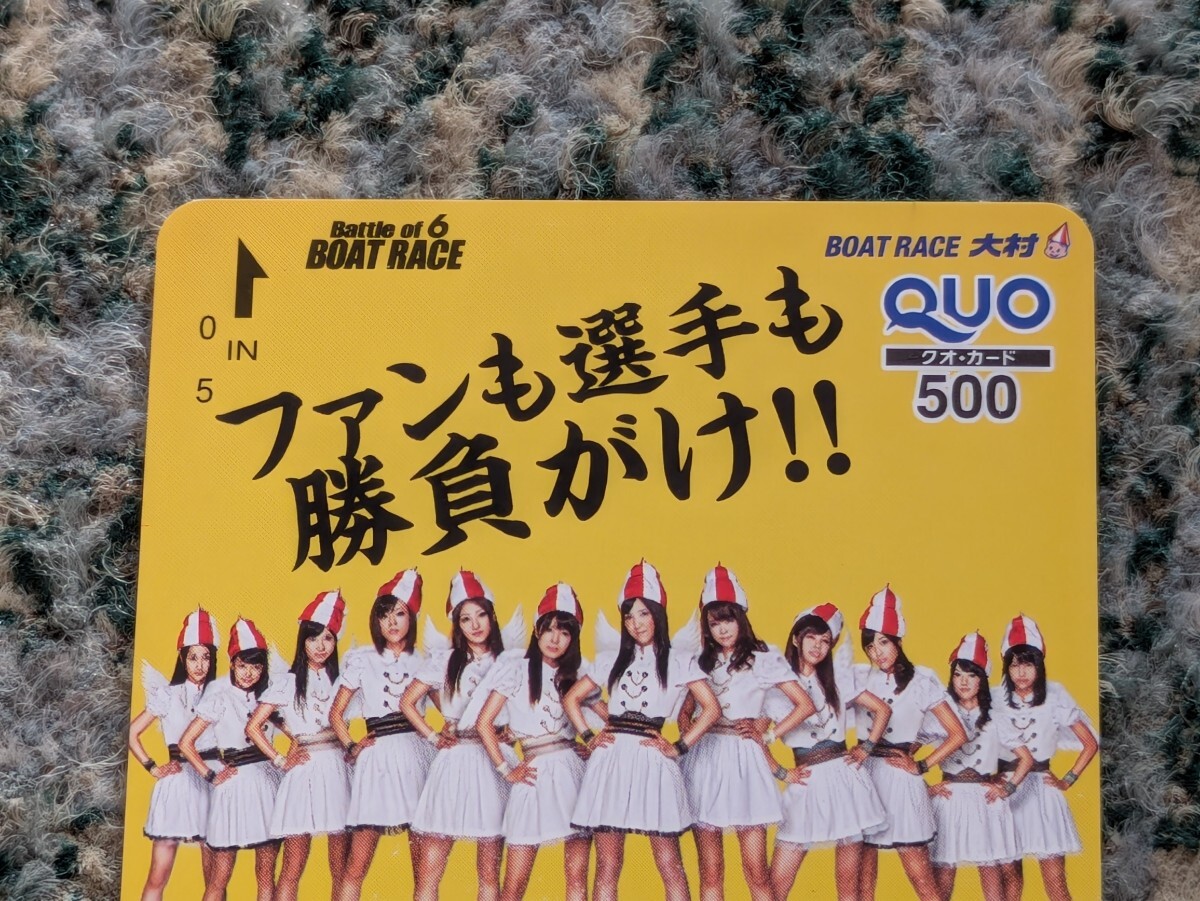 Battle of 6
BOAT RACE
BOAT RACE 大村
QUO
クオ・カード
500
0
IN
5
ファンも選手も
勝負がけ!!